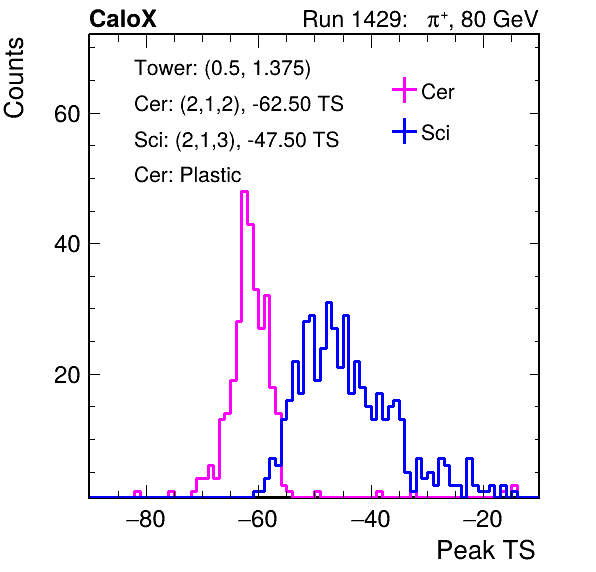 CaloX Run 1429: π⁺, 80 GeV
Tower: (0.5, 1.375)
Cer: (2,1,2), -62.50 TS
Sci: (2,1,3), -47.50 TS
Cer: Plastic
Cer
Sci
Counts
60
40
20
−80 −60 −40 −20
Peak TS